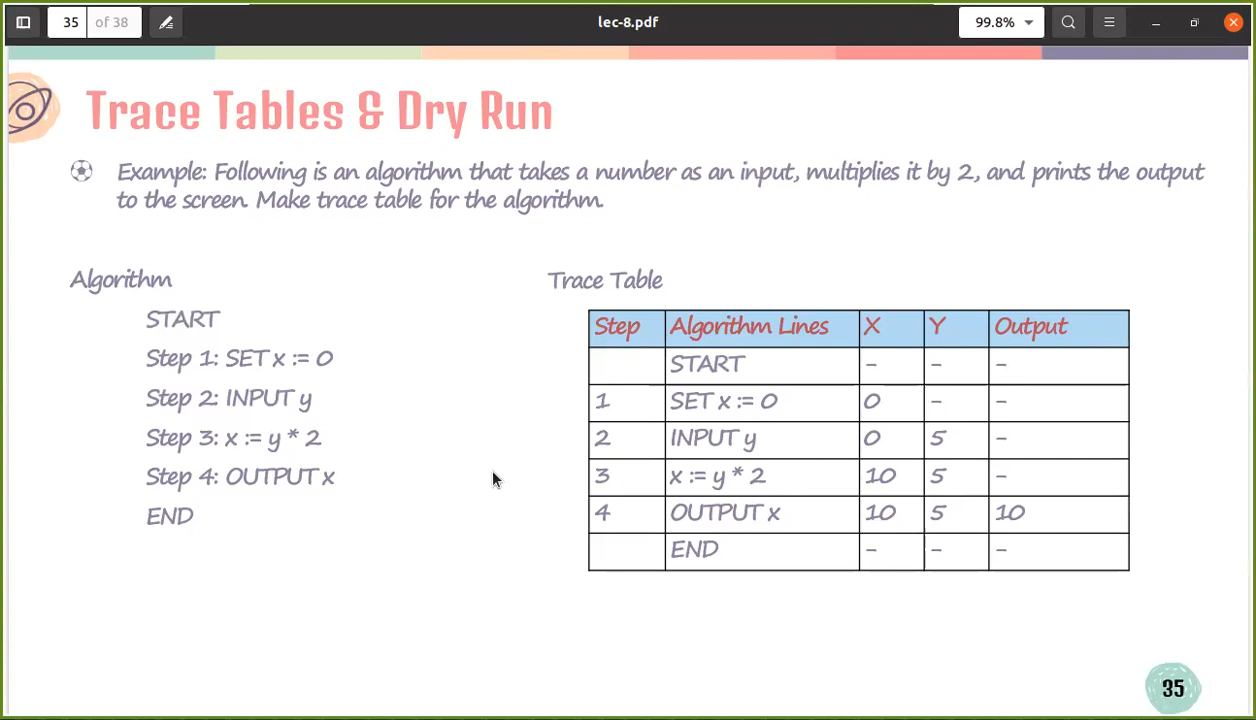 35 of 38
lec-8.pdf
99.8%
Trace Tables & Dry Run
Example: Following is an algorithm that takes a number as an input, multiplies it by 2, and prints the output
to the screen. Make trace table for the algorithm.
Algorithm
START
Step 1: SET x := 0
Step 2: INPUT y
Step 3: x := y * 2
Step 4: OUTPUT x
END
Trace Table
Step Algorithm Lines X Y Output
START - - -
1 SET x := 0 0 - -
2 INPUT y 0 5 -
3 x := y * 2 10 5 -
4 OUTPUT x 10 5 10
END - - -
35